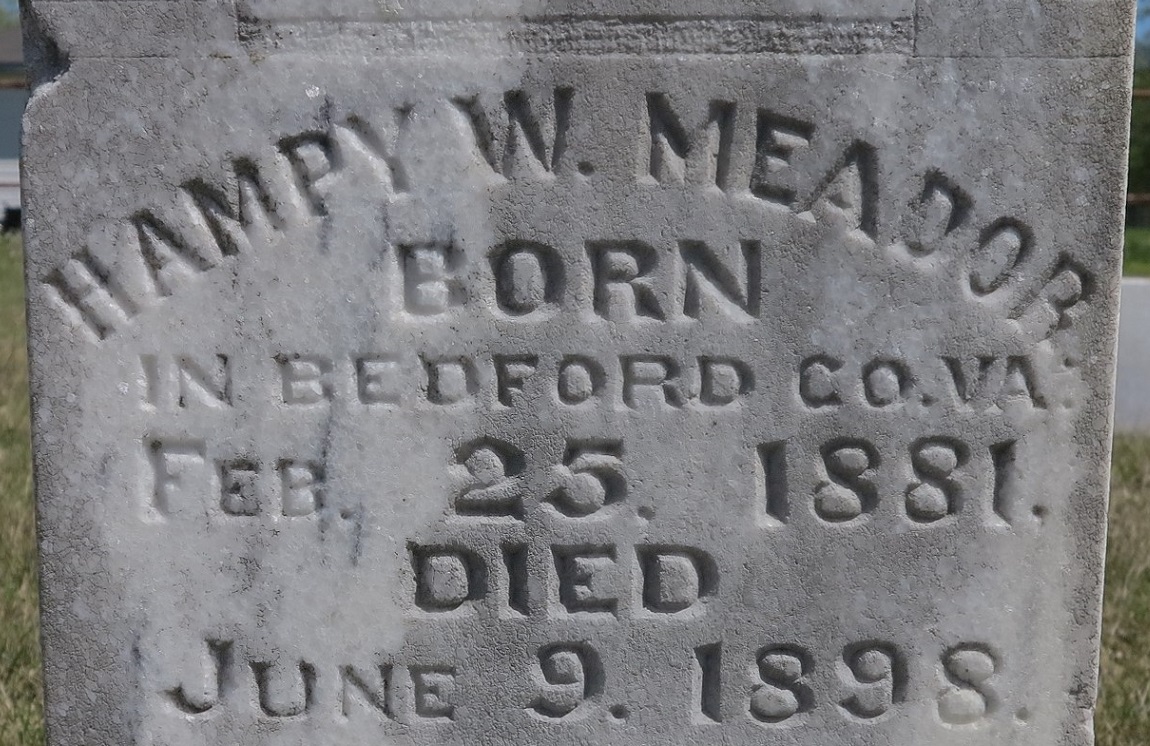 HAMPY W. MEADOR.
BORN
IN BEDFORD CO. VA.
FEB. 25. 1881.
DIED
JUNE 9. 1898.